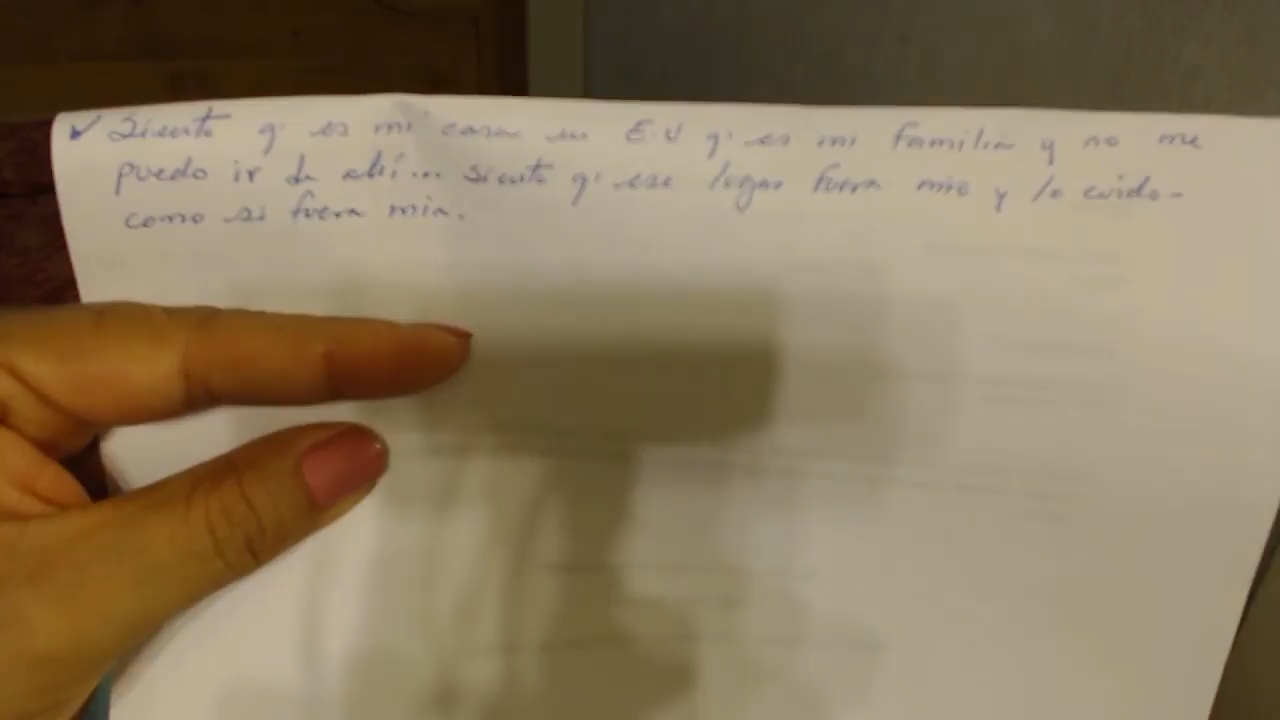 ✓ Siento q' es mi casa en E.U q' es mi familia y no me
puedo ir de ahí... siento q' ese lugar fuera mio y lo cuido-
como si fuera mia.